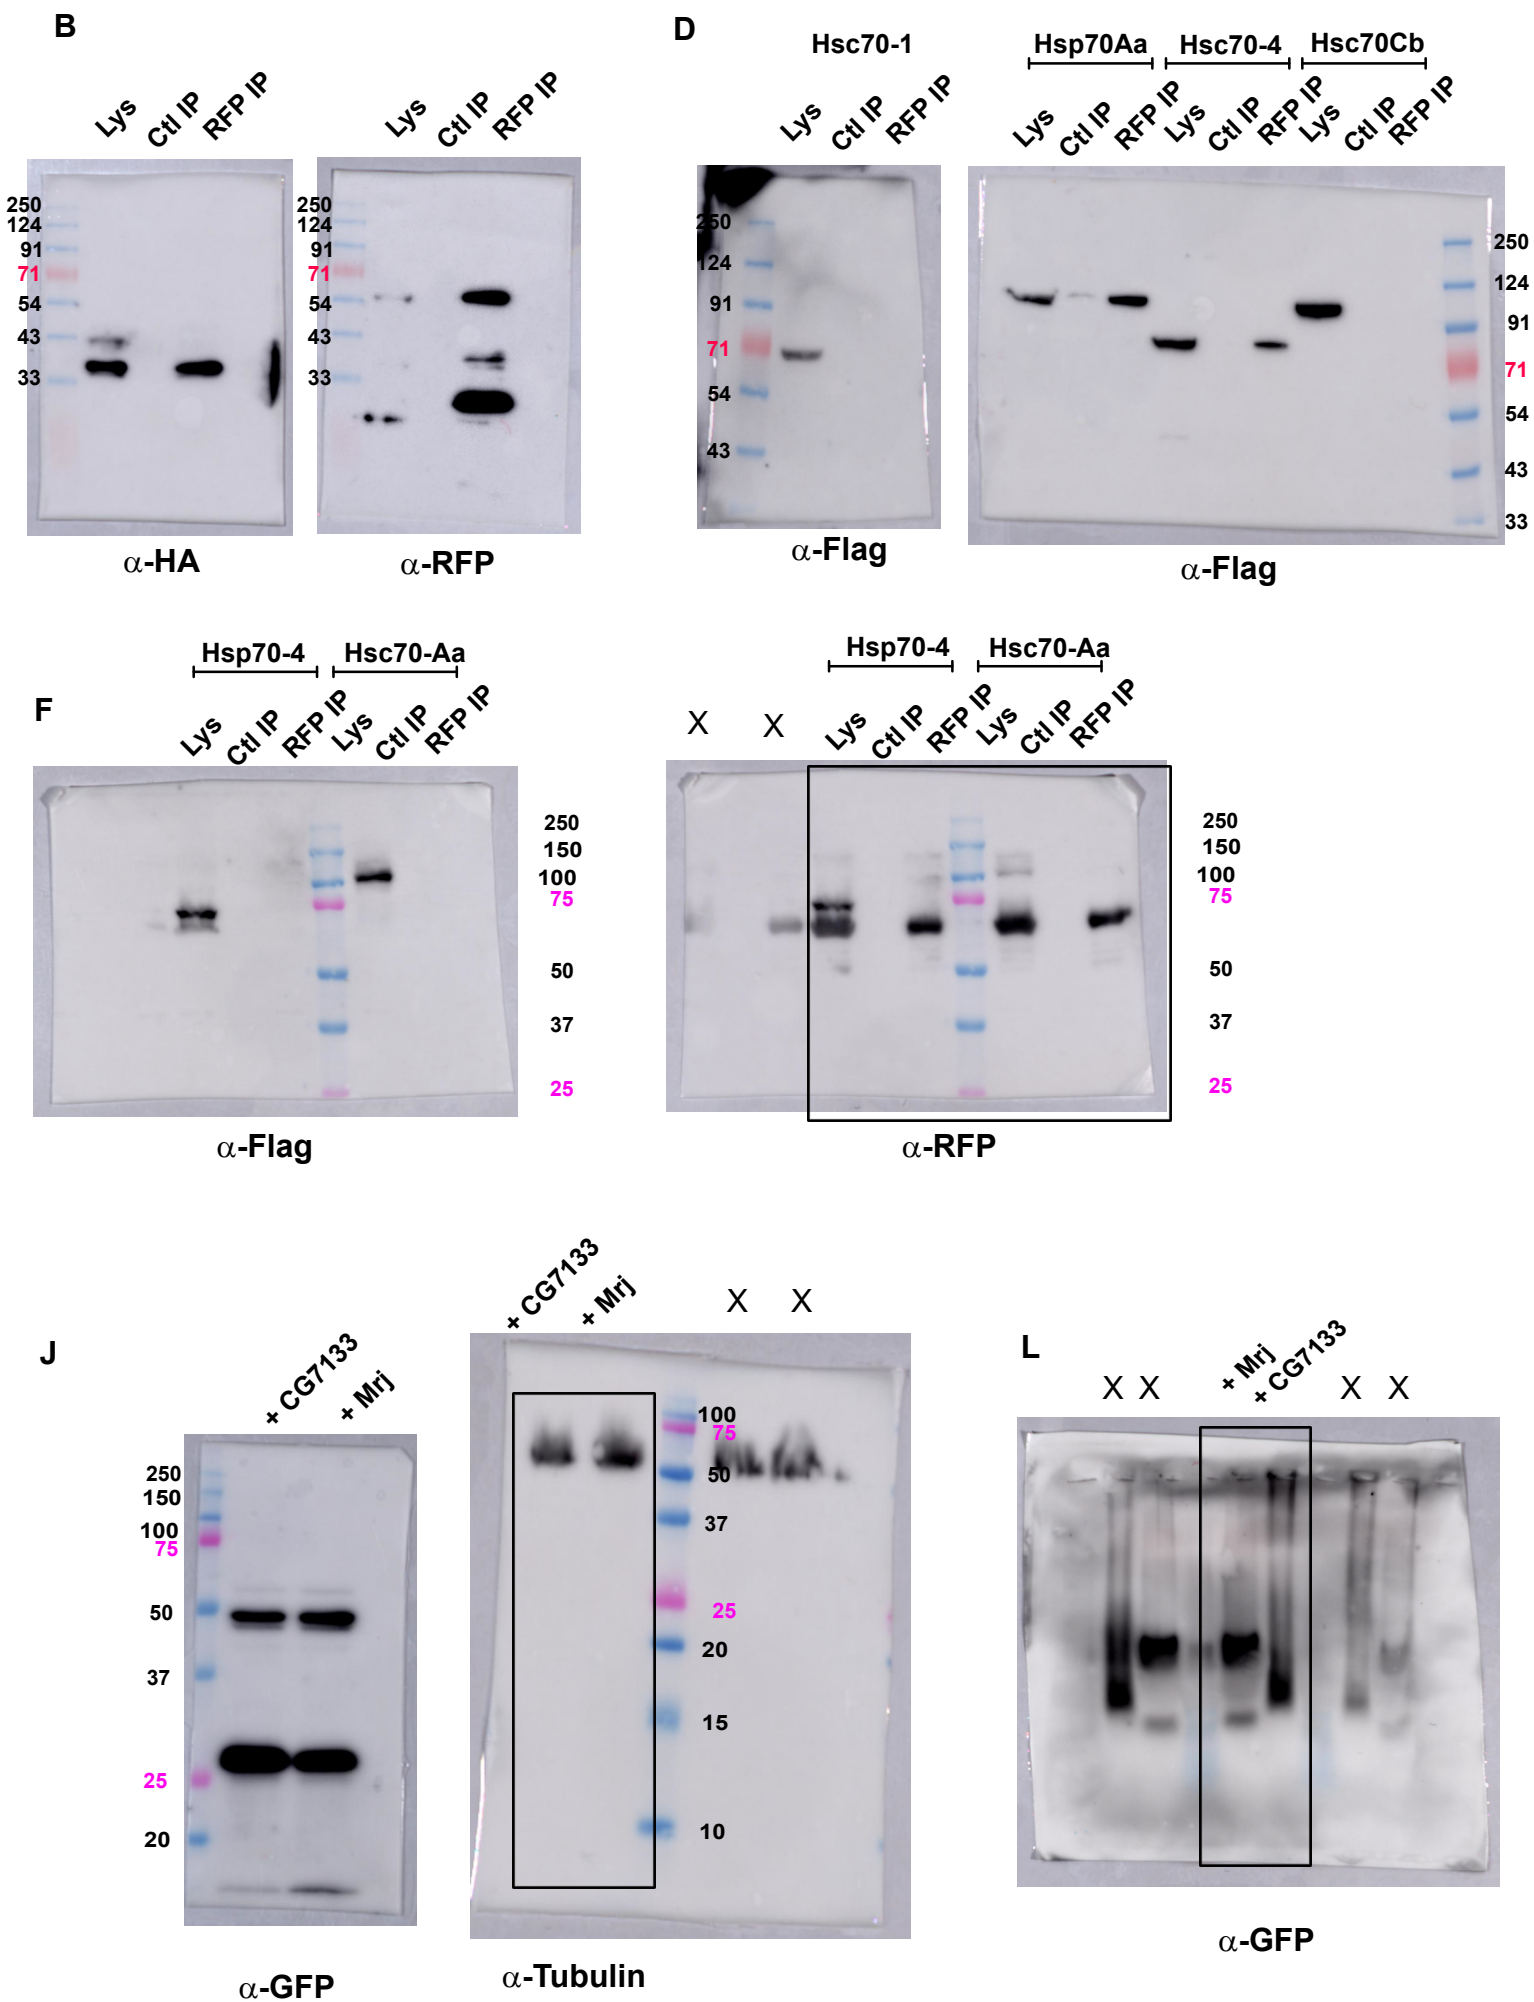 B
Lys Ctl IP RFP IP
Lys Ctl IP RFP IP
250
124
91
71
54
43
33
250
124
91
71
54
43
33
α-HA
α-RFP
D
Hsc70-1
Hsp70Aa Hsc70-4 Hsc70Cb
Lys Ctl IP RFP IP
Lys Ctl IP RFP IP Lys Ctl IP RFP IP Lys Ctl IP RFP IP
250
124
91
71
54
43
250
124
91
71
54
43
33
α-Flag
α-Flag
F
Hsp70-4 Hsc70-Aa
Lys Ctl IP RFP IP Lys Ctl IP RFP IP
250
150
100
75
50
37
25
α-Flag
Hsp70-4 Hsc70-Aa
X X Lys Ctl IP RFP IP Lys Ctl IP RFP IP
250
150
100
75
50
37
25
α-RFP
J
+ CG7133 + Mrj
250
150
100
75
50
37
25
20
α-GFP
+ CG7133 + Mrj X X
100
75
50
37
25
20
15
10
α-Tubulin
L
X X + Mrj + CG7133 X X
α-GFP